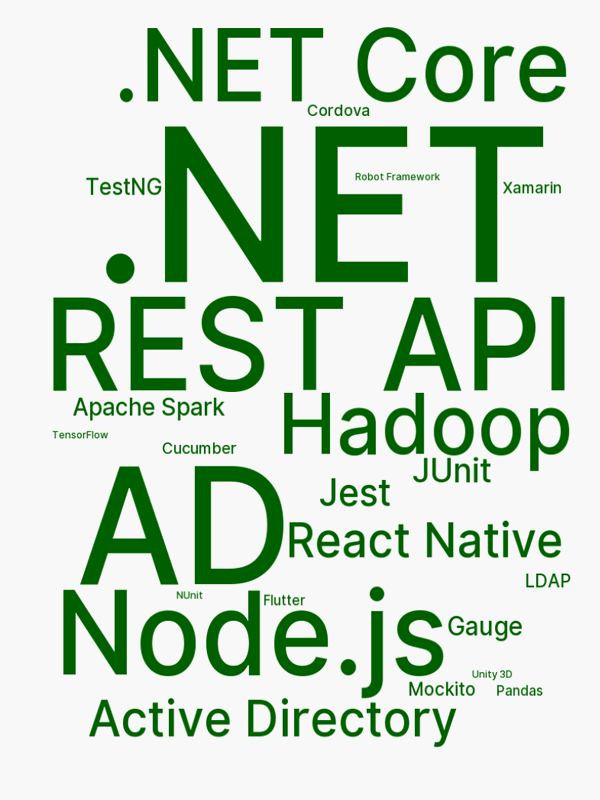 .NET Core
Cordova
.NET
Robot Framework
TestNG
Xamarin
REST API
Apache Spark
Hadoop
TensorFlow
Cucumber
JUnit
AD
Jest
React Native
LDAP
NUnit
Flutter
Node.js
Gauge
Unity 3D
Mockito
Pandas
Active Directory